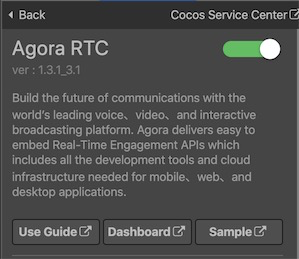 Back
Cocos Service Center
Agora RTC
ver : 1.3.1_3.1
Build the future of communications with the
world's leading voice、video、and interactive
broadcasting platform. Agora delivers easy to
embed Real-Time Engagement APIs which
includes all the development tools and cloud
infrastructure needed for mobile、web、and
desktop applications.
Use Guide
Dashboard
Sample